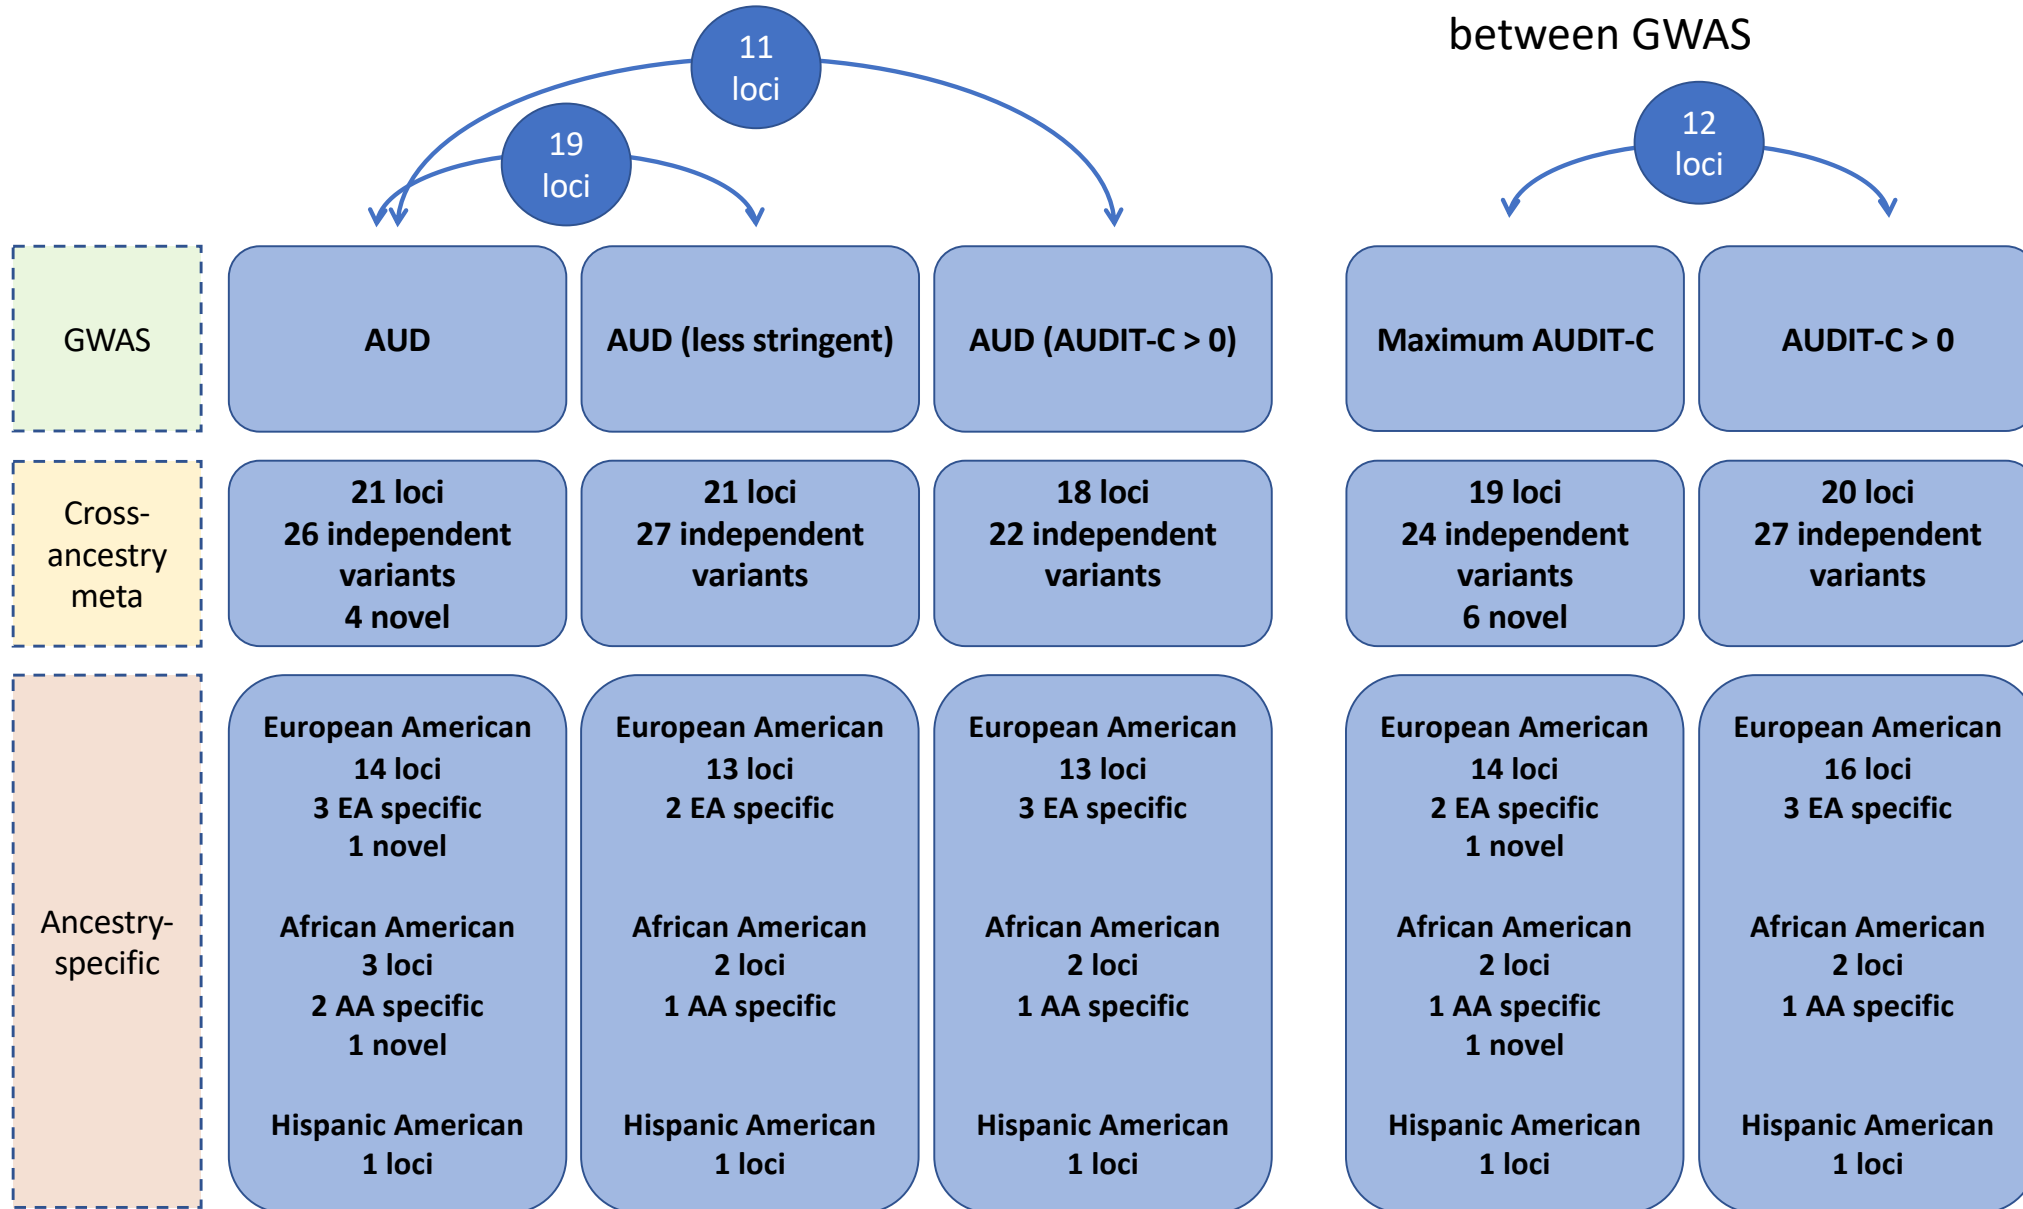 between GWAS
11
loci
19
loci
12
loci
GWAS
AUD
AUD (less stringent)
AUD (AUDIT-C > 0)
Maximum AUDIT-C
AUDIT-C > 0
Cross-
ancestry
meta
21 loci
26 independent
variants
4 novel
21 loci
27 independent
variants
18 loci
22 independent
variants
19 loci
24 independent
variants
6 novel
20 loci
27 independent
variants
Ancestry-
specific
European American
14 loci
3 EA specific
1 novel
African American
3 loci
2 AA specific
1 novel
Hispanic American
1 loci
European American
13 loci
2 EA specific
African American
2 loci
1 AA specific
Hispanic American
1 loci
European American
13 loci
3 EA specific
African American
2 loci
1 AA specific
Hispanic American
1 loci
European American
14 loci
2 EA specific
1 novel
African American
2 loci
1 AA specific
1 novel
Hispanic American
1 loci
European American
16 loci
3 EA specific
African American
2 loci
1 AA specific
Hispanic American
1 loci